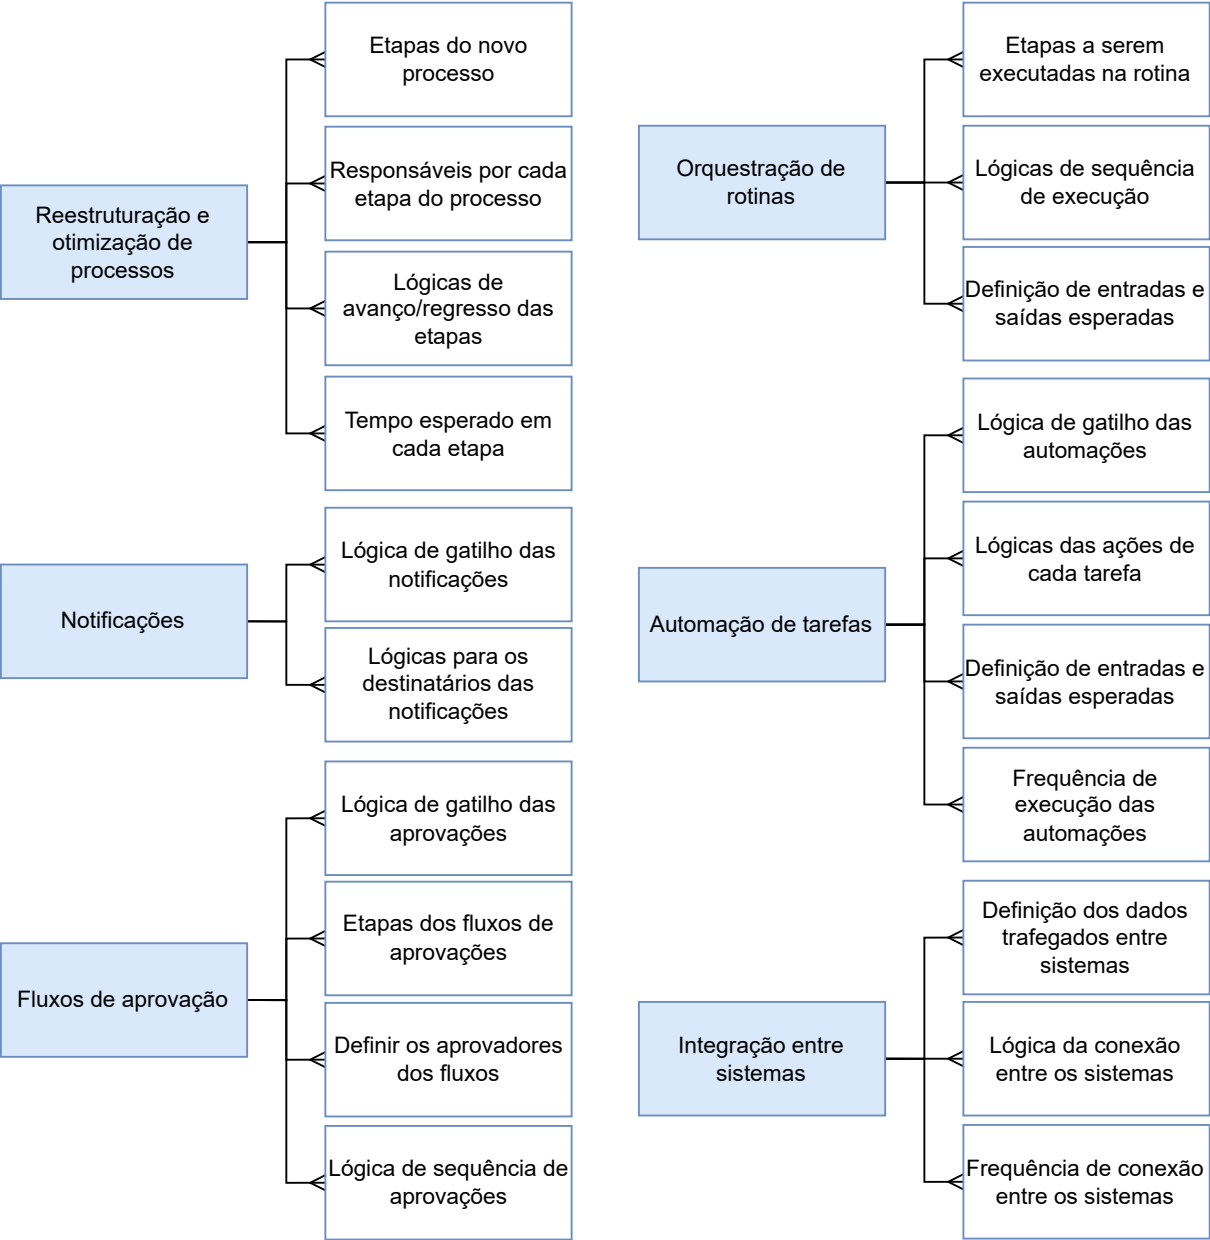 Reestruturação e
otimização de
processos
Etapas do novo
processo
Responsáveis por cada
etapa do processo
Lógicas de
avanço/regresso das
etapas
Tempo esperado em
cada etapa
Notificações
Lógica de gatilho das
notificações
Lógicas para os
destinatários das
notificações
Fluxos de aprovação
Lógica de gatilho das
aprovações
Etapas dos fluxos de
aprovações
Definir os aprovadores
dos fluxos
Lógica de sequência de
aprovações
Orquestração de
rotinas
Etapas a serem
executadas na rotina
Lógicas de sequência
de execução
Definição de entradas e
saídas esperadas
Automação de tarefas
Lógica de gatilho das
automações
Lógicas das ações de
cada tarefa
Definição de entradas e
saídas esperadas
Frequência de
execução das
automações
Integração entre
sistemas
Definição dos dados
trafegados entre
sistemas
Lógica da conexão
entre os sistemas
Frequência de conexão
entre os sistemas